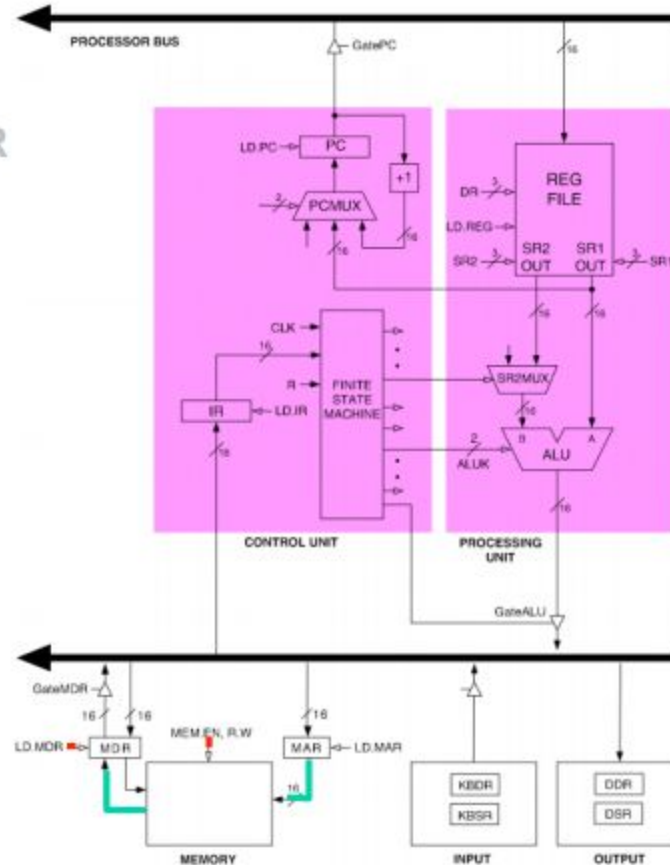 PROCESSOR BUS
GatePC
16
R
LD.PC
PC
+1
2
PCMUX
16
16
REG
FILE
DR
3
LD.REG
SR2
3
SR2
OUT
SR1
OUT
3
SR1
16
16
CLK
16
R
FINITE
STATE
MACHINE
IR
LD.IR
16
SR2MUX
16
B
A
ALU
2
ALUK
16
CONTROL UNIT
PROCESSING
UNIT
GateALU
GateMDR
16
16
16
LD.MDR
MDR
MEM.EN, R.W
MAR
LD.MAR
16
KBDR
KBSR
DDR
DSR
MEMORY
INPUT
OUTPUT